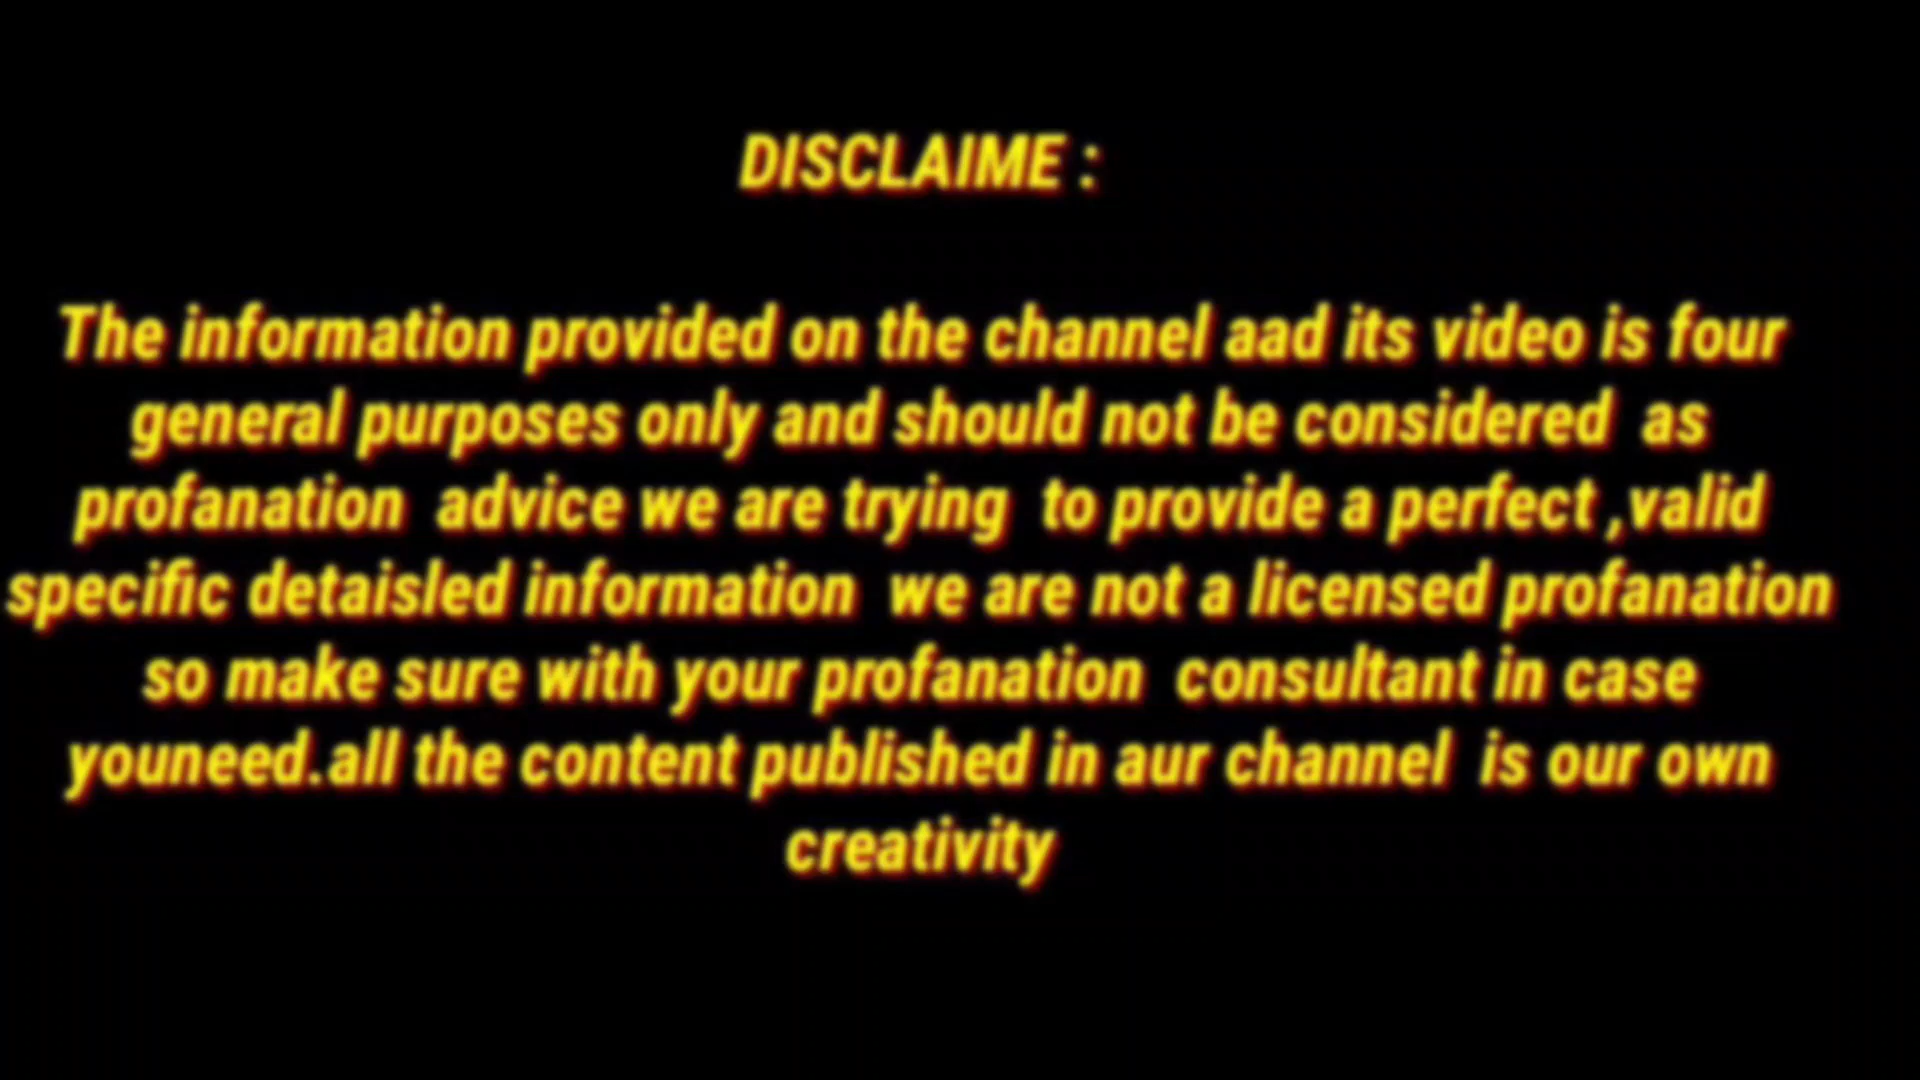 DISCLAIME :
The information provided on the channel aad its video is four
general purposes only and should not be considered as
profanation advice we are trying to provide a perfect ,valid
specific detaisled information we are not a licensed profanation
so make sure with your profanation consultant in case
youneed.all the content published in aur channel is our own
creativity